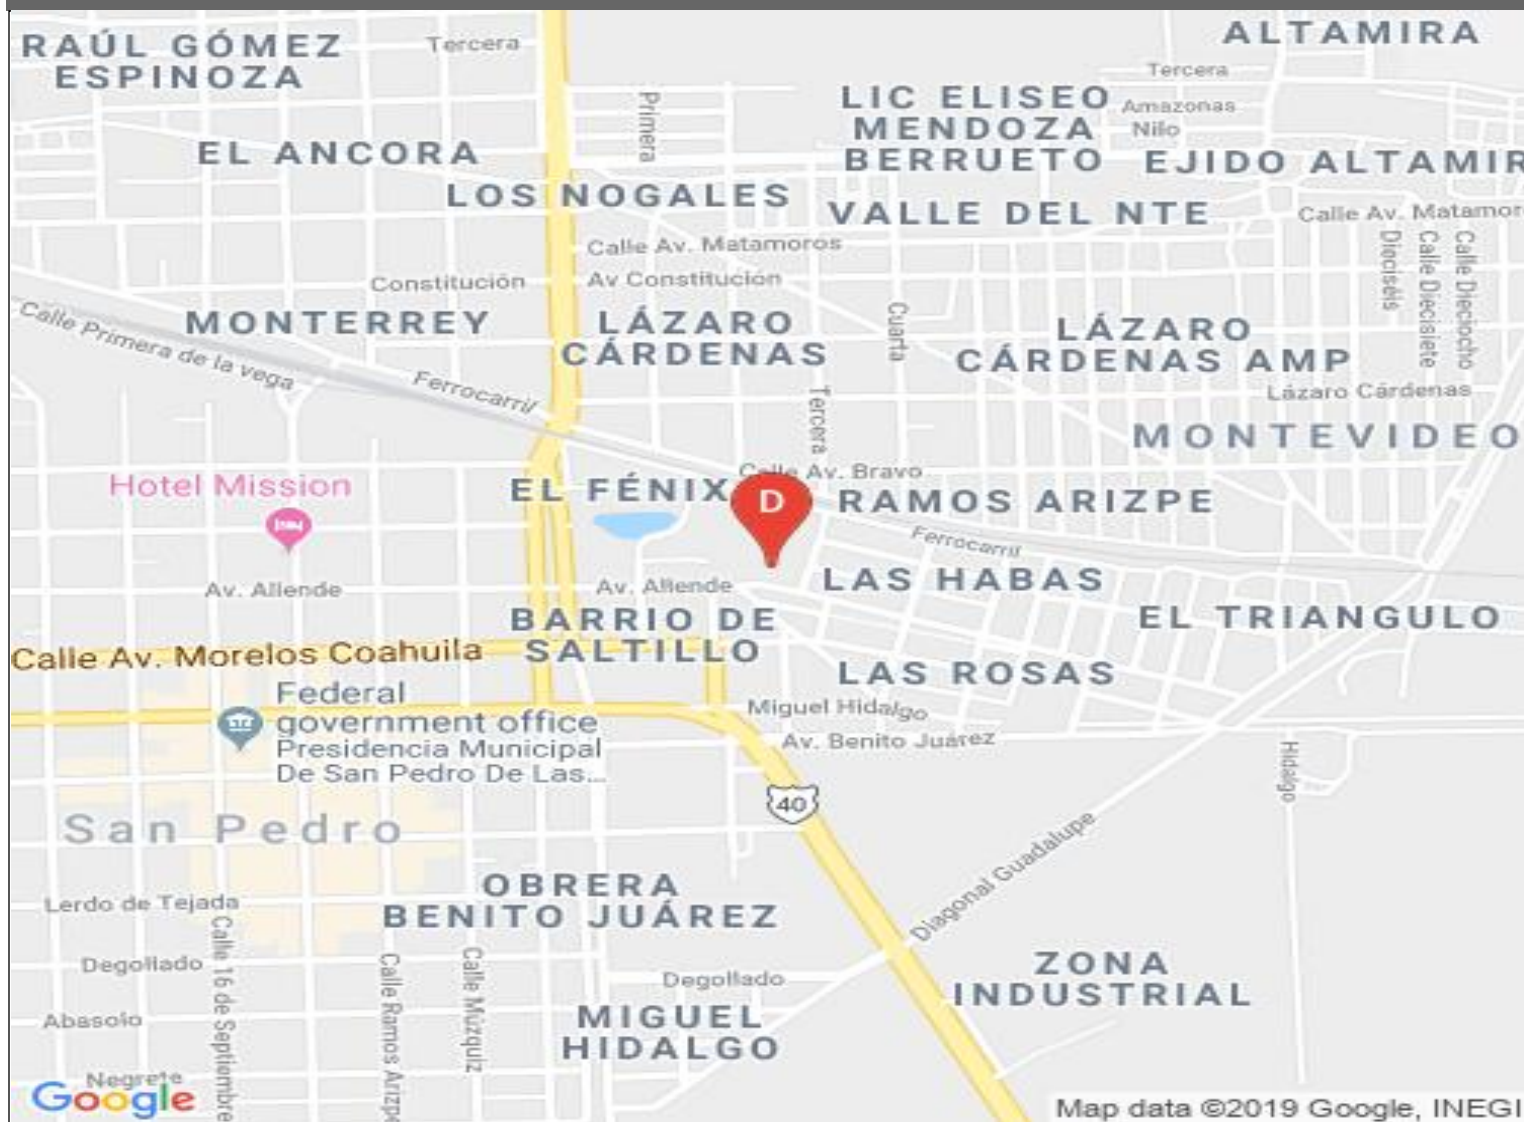 ALTAMIRA
RAÚL GÓMEZ
ESPINOZA
Tercera
Tercera
Primera
LIC ELISEO
MENDOZA
BERRUETO
Amazonas
Nilo
EL ANCORA
EJIDO ALTAMIR
LOS NOGALES
VALLE DEL NTE
Calle Av. Matamor
Calle Av. Matamoros
Dieciséis
Calle Diecisiete
Calle Dieciocho
Constitución
Av Constitución
Calle Primera de la vega
MONTERREY
LÁZARO
CÁRDENAS
Cuarta
LÁZARO
CÁRDENAS AMP
Ferrocarril
Tercera
Lázaro Cárdenas
MONTEVIDEO
Calle Av. Bravo
Hotel Mission
EL FÉNIX
D
RAMOS ARIZPE
Ferrocarril
Av. Allende
Av. Allende
LAS HABAS
BARRIO DE
SALTILLO
EL TRIANGULO
Calle Av. Morelos Coahuila
LAS ROSAS
Federal
government office
Presidencia Municipal
De San Pedro De Las...
Miguel Hidalgo
Av. Benito Juárez
Hidalgo
40
San Pedro
Diagonal Guadalupe
OBRERA
BENITO JUÁREZ
Lerdo de Tejada
Calle 16 de Septiembre
Degollado
Calle Ramos Arizpe
Calle Múzquiz
Degollado
ZONA
INDUSTRIAL
Abasolo
MIGUEL
HIDALGO
Negrete
Google
Map data ©2019 Google, INEGI